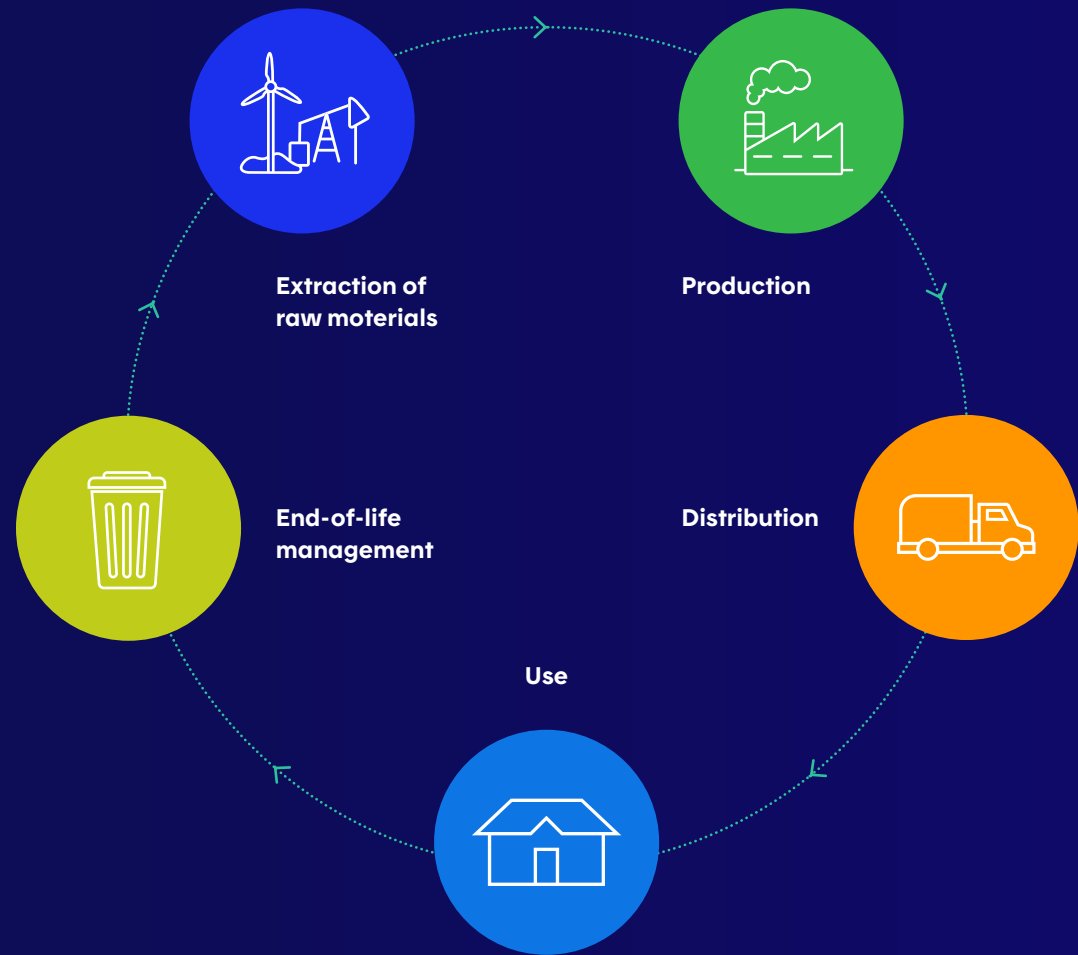 Extraction of
raw moterials
Production
End-of-life
management
Distribution
Use